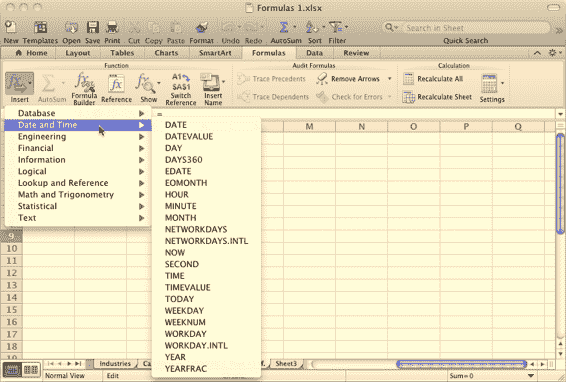 Formulas 1.xlsx
New Templates Open Save Print Cut Copy Paste Format Undo Redo AutoSum Sort Filter Quick Search
Search in Sheet
Home Layout Tables Charts SmartArt Formulas Data Review
Function Audit Formulas Calculation
Insert AutoSum Formula Builder Reference Show
A1
$A$1
Switch Reference Insert Name
Trace Precedents Remove Arrows Recalculate All
Trace Dependents Check for Errors Recalculate Sheet Settings
Database
Date and Time
Engineering
Financial
Information
Logical
Lookup and Reference
Math and Trigonometry
Statistical
Text
=
DATE
DATEVALUE
DAY
DAYS360
EDATE
EOMONTH
HOUR
MINUTE
MONTH
NETWORKDAYS
NETWORKDAYS.INTL
NOW
SECOND
TIME
TIMEVALUE
TODAY
WEEKDAY
WEEKNUM
WORKDAY
WORKDAY.INTL
YEAR
YEARFRAC
M N O P Q
9
10
11
12
13
14
15
16
17
18
Industries Sheet3
Normal View Edit Sum=0